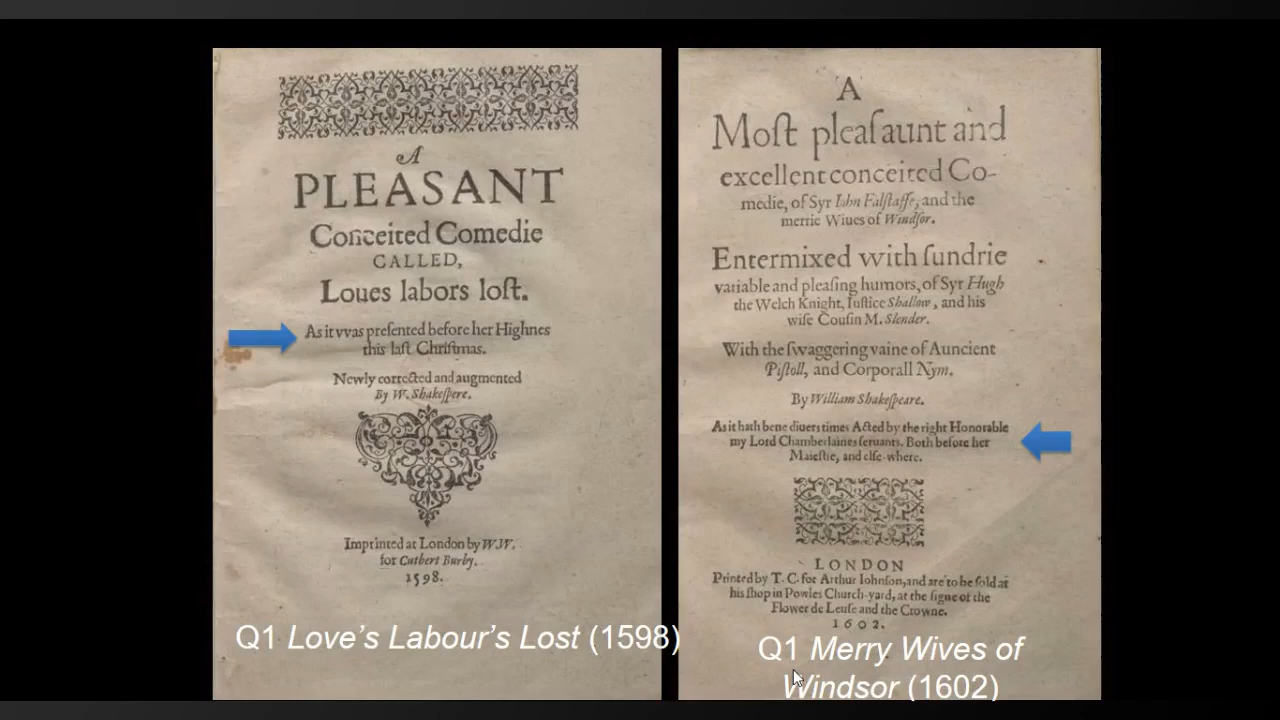 A
PLEASANT
Conceited Comedie
CALLED,
Loues labors loſt.
As it vvas preſented before her Highnes
this laſt Chriſtmas.
Newly corrected and augmented
By W. Shakeſpere.
Imprinted at London by W.W.
for Cutbert Burby.
1598.
Q1 Love’s Labour’s Lost (1598)
A
Moſt pleaſaunt and
excellent conceited Co-
medie, of Syr Iohn Falſtaffe, and the
merrie Wiues of Windſor.
Entermixed with ſundrie
variable and pleaſing humors, of Syr Hugh
the Welch Knight, Iuſtice Shallow, and his
wiſe Couſin M. Slender.
With the ſwaggering vaine of Auncient
Piſtoll, and Corporall Nym.
By William Shakeſpeare.
As it hath bene diuers times Acted by the right Honorable
my Lord Chamberlaines ſeruants. Both before her
Maieſtie, and elſe-where.
LONDON
Printed by T. C. for Arthur Iohnſon, and are to be ſold at
his ſhop in Powles Church-yard, at the ſigne of the
Flower de Leuſe and the Crowne.
1602.
Q1 Merry Wives of
Windsor (1602)